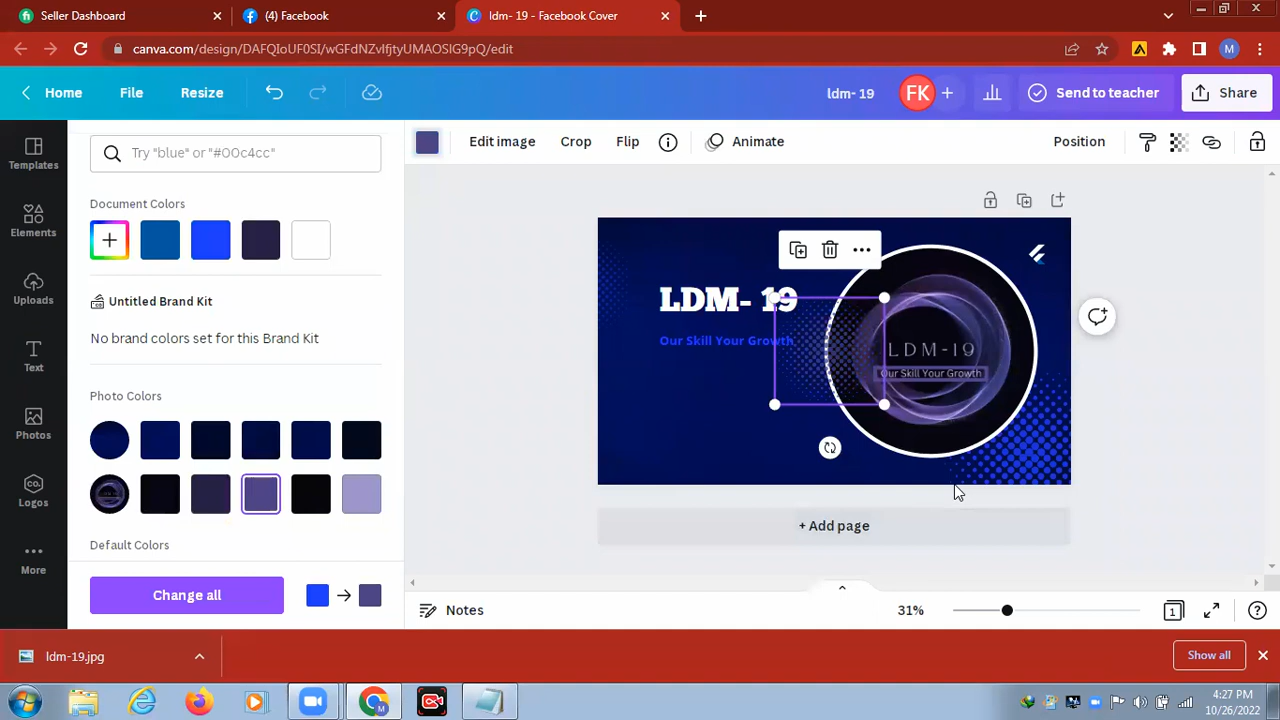 Seller Dashboard
(4) Facebook
ldm- 19 - Facebook Cover
canva.com/design/DAFQIoUF0SI/wGFdNZvlfjtyUMAOSlG9pQ/edit
M
Home
File
Resize
ldm- 19
FK
Send to teacher
Share
Templates
Elements
Uploads
Text
Photos
Logos
More
Try "blue" or "#00c4cc"
Document Colors
Untitled Brand Kit
No brand colors set for this Brand Kit
Photo Colors
Default Colors
Change all
Edit image
Crop
Flip
Animate
Position
LDM- 19
Our Skill Your Growth
LDM-19
Our Skill Your Growth
+ Add page
Notes
31%
1
ldm-19.jpg
Show all
4:27 PM
10/26/2022